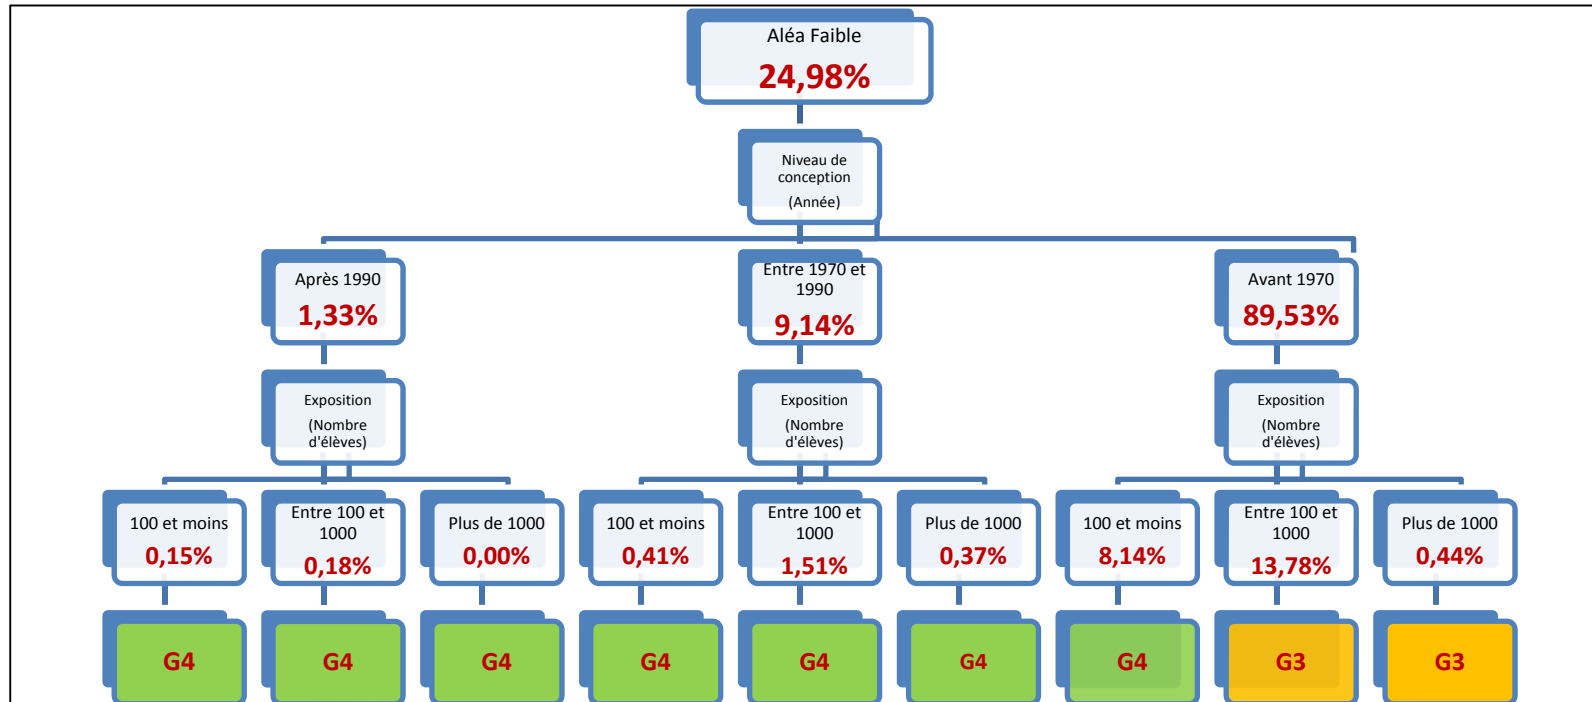 Aléa Faible
24,98%
Niveau de
conception
(Année)
Après 1990
1,33%
Entre 1970 et
1990
9,14%
Avant 1970
89,53%
Exposition
(Nombre
d'élèves)
Exposition
(Nombre
d'élèves)
Exposition
(Nombre
d'élèves)
100 et moins
0,15%
Entre 100 et
1000
0,18%
Plus de 1000
0,00%
100 et moins
0,41%
Entre 100 et
1000
1,51%
Plus de 1000
0,37%
100 et moins
8,14%
Entre 100 et
1000
13,78%
Plus de 1000
0,44%
G4
G4
G4
G4
G4
G4
G4
G3
G3